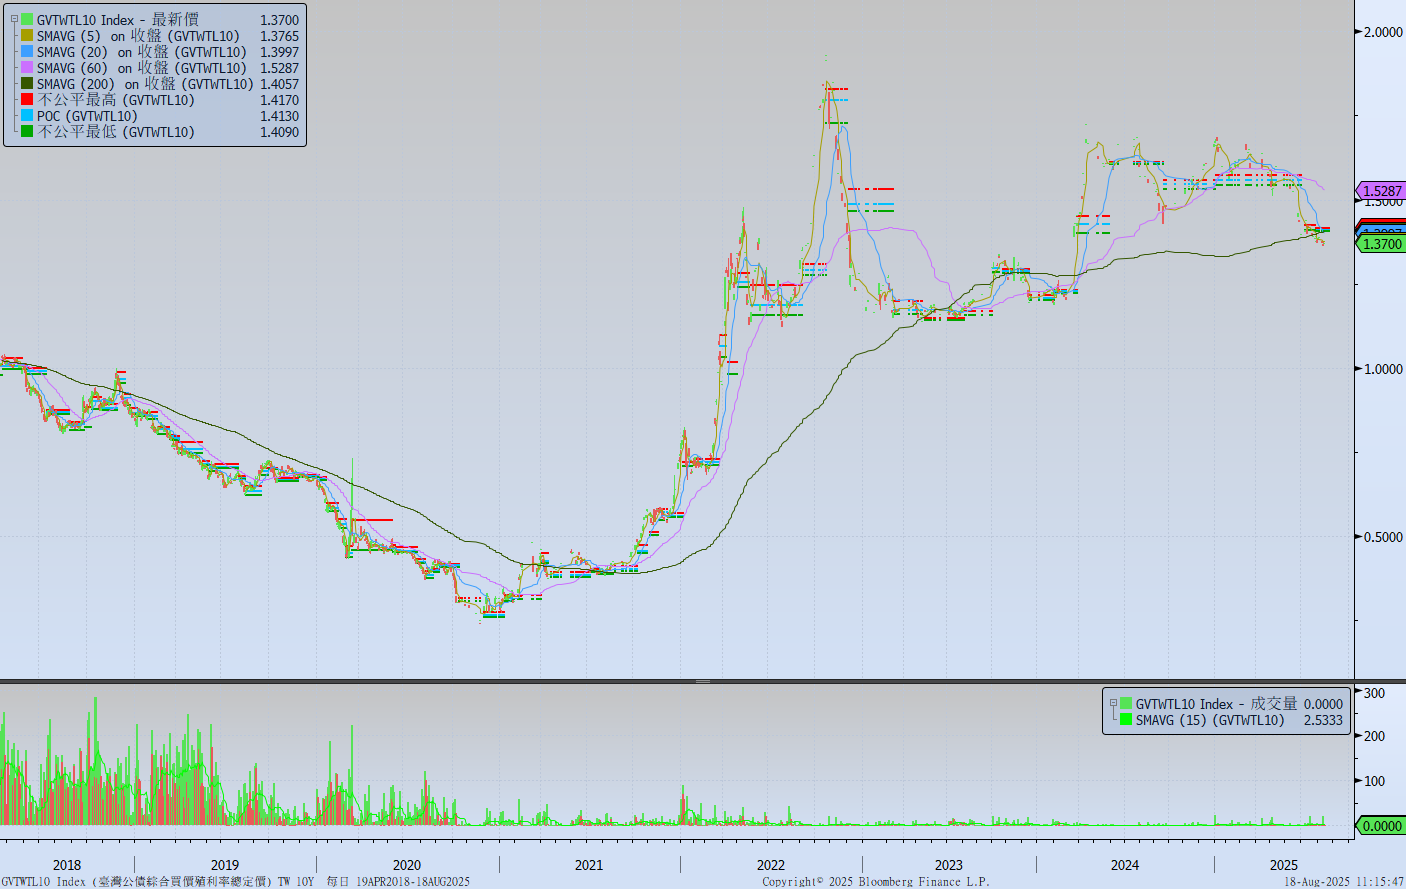 GVTWTL10 Index - 最新價 1.3700
SMAVG (5) on 收盤 (GVTWTL10) 1.3765
SMAVG (20) on 收盤 (GVTWTL10) 1.3997
SMAVG (60) on 收盤 (GVTWTL10) 1.5287
SMAVG (200) on 收盤 (GVTWTL10) 1.4057
不公平最高 (GVTWTL10) 1.4170
POC (GVTWTL10) 1.4130
不公平最低 (GVTWTL10) 1.4090
2.0000
1.5287
1.5000
1.3700
1.0000
0.5000
GVTWTL10 Index - 成交量 0.0000
SMAVG (15) (GVTWTL10) 2.5333
300
200
100
0.0000
2018 2019 2020 2021 2022 2023 2024 2025
GVTWTL10 Index (臺灣公債綜合買價殖利率總定價) TW 10Y 每日 19APR2018-18AUG2025 Copyright© 2025 Bloomberg Finance L.P. 18-Aug-2025 11:15:47